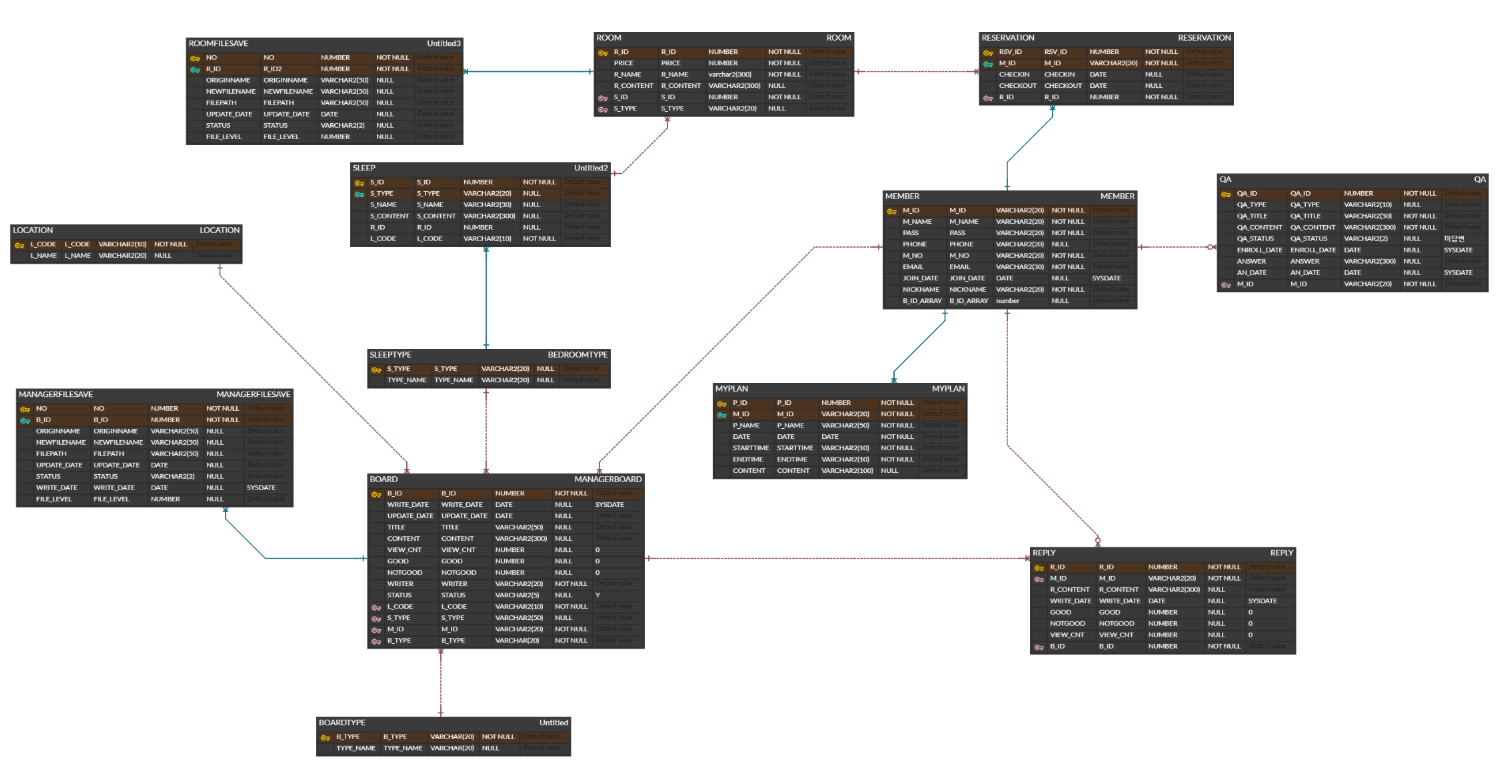 ROOMFILESAVE Untitled3
NO NO NUMBER NOT NULL Default value
R_ID R_ID2 NUMBER NOT NULL Default value
ORIGINNAME ORIGINNAME VARCHAR2(50) NULL Default value
NEWFILENAME NEWFILENAME VARCHAR2(50) NULL Default value
FILEPATH FILEPATH VARCHAR2(50) NULL Default value
UPDATE_DATE UPDATE_DATE DATE NULL Default value
STATUS STATUS VARCHAR2(2) NULL Default value
FILE_LEVEL FILE_LEVEL NUMBER NULL Default value
ROOM ROOM
R_ID R_ID NUMBER NOT NULL Default value
PRICE PRICE NUMBER NOT NULL Default value
R_NAME R_NAME varchar2(300) NOT NULL Default value
R_CONTENT R_CONTENT VARCHAR2(300) NULL Default value
S_ID S_ID NUMBER NOT NULL Default value
S_TYPE S_TYPE VARCHAR2(20) NULL Default value
RESERVATION RESERVATION
RSV_ID RSV_ID NUMBER NOT NULL Default value
M_ID M_ID VARCHAR2(20) NOT NULL Default value
CHECKIN CHECKIN DATE NULL Default value
CHECKOUT CHECKOUT DATE NULL Default value
R_ID R_ID NUMBER NOT NULL Default value
SLEEP Untitled2
S_ID S_ID NUMBER NOT NULL Default value
S_TYPE S_TYPE VARCHAR2(20) NULL Default value
S_NAME S_NAME VARCHAR2(30) NULL Default value
S_CONTENT S_CONTENT VARCHAR2(300) NULL Default value
R_ID R_ID NUMBER NULL Default value
L_CODE L_CODE VARCHAR2(10) NOT NULL Default value
MEMBER MEMBER
M_ID M_ID VARCHAR2(20) NOT NULL Default value
M_NAME M_NAME VARCHAR2(20) NOT NULL Default value
PASS PASS VARCHAR2(20) NOT NULL Default value
PHONE PHONE VARCHAR2(20) NULL Default value
M_NO M_NO VARCHAR2(20) NOT NULL Default value
EMAIL EMAIL VARCHAR2(30) NOT NULL Default value
JOIN_DATE JOIN_DATE DATE NULL SYSDATE
NICKNAME NICKNAME VARCHAR2(20) NOT NULL Default value
B_ID_ARRAY B_ID_ARRAY number NULL Default value
QA QA
QA_ID QA_ID NUMBER NOT NULL Default value
QA_TYPE QA_TYPE VARCHAR2(10) NULL Default value
QA_TITLE QA_TITLE VARCHAR2(50) NOT NULL Default value
QA_CONTENT QA_CONTENT VARCHAR2(300) NOT NULL Default value
QA_STATUS QA_STATUS VARCHAR2(2) NULL 미답변
ENROLL_DATE ENROLL_DATE DATE NULL SYSDATE
ANSWER ANSWER VARCHAR2(300) NULL Default value
AN_DATE AN_DATE DATE NULL SYSDATE
M_ID M_ID VARCHAR2(20) NOT NULL Default value
LOCATION LOCATION
L_CODE L_CODE VARCHAR2(10) NOT NULL Default value
L_NAME L_NAME VARCHAR2(20) NULL Default value
SLEEPTYPE BEDROOMTYPE
S_TYPE S_TYPE VARCHAR2(20) NULL Default value
TYPE_NAME TYPE_NAME VARCHAR2(20) NULL Default value
MANAGERFILESAVE MANAGERFILESAVE
NO NO NUMBER NOT NULL Default value
B_ID B_ID NUMBER NOT NULL Default value
ORIGINNAME ORIGINNAME VARCHAR2(50) NULL Default value
NEWFILENAME NEWFILENAME VARCHAR2(50) NULL Default value
FILEPATH FILEPATH VARCHAR2(50) NULL Default value
UPDATE_DATE UPDATE_DATE DATE NULL Default value
STATUS STATUS VARCHAR2(2) NULL Default value
WRITE_DATE WRITE_DATE DATE NULL SYSDATE
FILE_LEVEL FILE_LEVEL NUMBER NULL Default value
MYPLAN MYPLAN
P_ID P_ID NUMBER NOT NULL Default value
M_ID M_ID VARCHAR2(20) NOT NULL Default value
P_NAME P_NAME VARCHAR2(50) NOT NULL Default value
DATE DATE DATE NOT NULL Default value
STARTTIME STARTTIME VARCHAR2(10) NOT NULL Default value
ENDTIME ENDTIME VARCHAR2(10) NOT NULL Default value
CONTENT CONTENT VARCHAR2(100) NULL Default value
BOARD MANAGERBOARD
B_ID B_ID NUMBER NOT NULL Default value
WRITE_DATE WRITE_DATE DATE NULL SYSDATE
UPDATE_DATE UPDATE_DATE DATE NULL Default value
TITLE TITLE VARCHAR2(50) NULL Default value
CONTENT CONTENT VARCHAR2(300) NULL Default value
VIEW_CNT VIEW_CNT NUMBER NULL 0
GOOD GOOD NUMBER NULL 0
NOTGOOD NOTGOOD NUMBER NULL 0
WRITER WRITER VARCHAR2(20) NOT NULL Default value
STATUS STATUS VARCHAR2(5) NULL Y
L_CODE L_CODE VARCHAR2(10) NOT NULL Default value
S_TYPE S_TYPE VARCHAR2(50) NULL Default value
M_ID M_ID VARCHAR2(20) NOT NULL Default value
B_TYPE B_TYPE VARCHAR(20) NOT NULL Default value
REPLY REPLY
R_ID R_ID NUMBER NOT NULL Default value
M_ID M_ID VARCHAR2(20) NOT NULL Default value
R_CONTENT R_CONTENT VARCHAR2(300) NULL Default value
WRITE_DATE WRITE_DATE DATE NULL SYSDATE
GOOD GOOD NUMBER NULL 0
NOTGOOD NOTGOOD NUMBER NULL 0
VIEW_CNT VIEW_CNT NUMBER NULL 0
B_ID B_ID NUMBER NOT NULL Default value
BOARDTYPE Untitled
B_TYPE B_TYPE VARCHAR(20) NOT NULL Default value
TYPE_NAME TYPE_NAME VARCHAR(20) NULL Default value